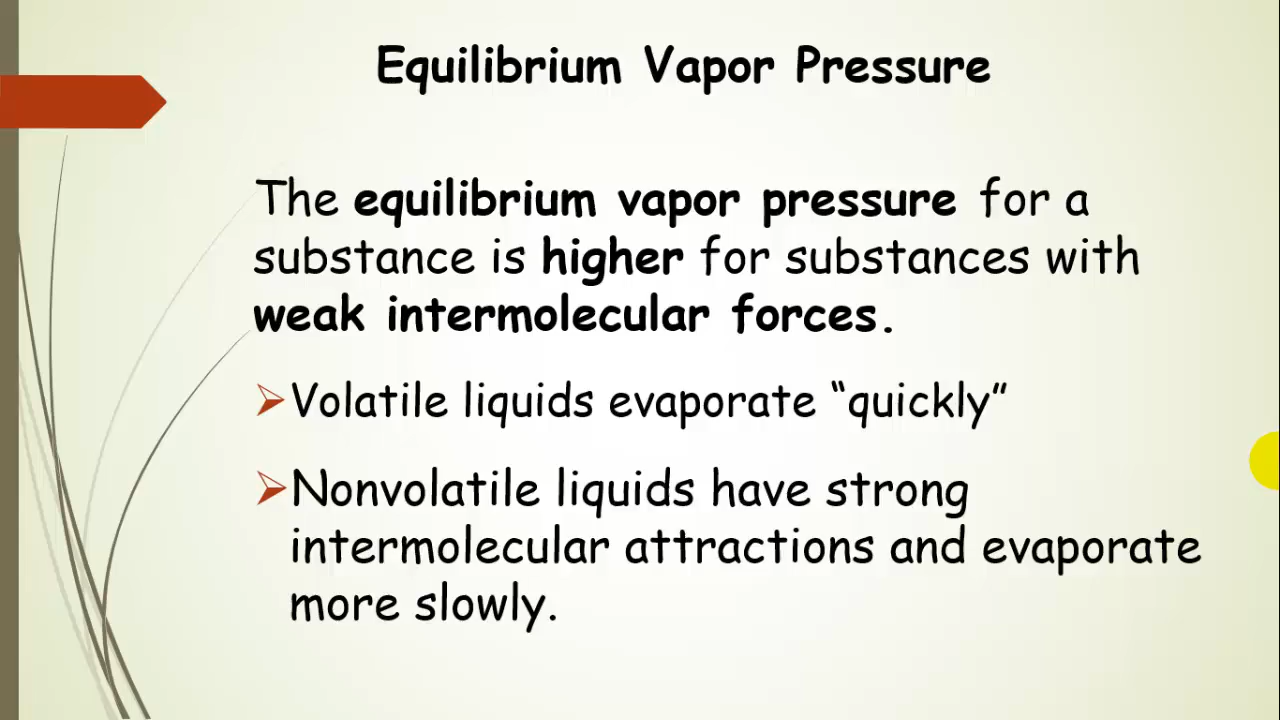 Equilibrium Vapor Pressure
The equilibrium vapor pressure for a
substance is higher for substances with
weak intermolecular forces.
Volatile liquids evaporate “quickly”
Nonvolatile liquids have strong
intermolecular attractions and evaporate
more slowly.